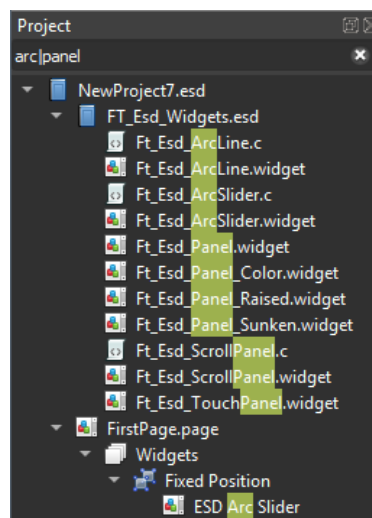 Project
arc|panel
NewProject7.esd
FT_Esd_Widgets.esd
Ft_Esd_ArcLine.c
Ft_Esd_ArcLine.widget
Ft_Esd_ArcSlider.c
Ft_Esd_ArcSlider.widget
Ft_Esd_Panel.widget
Ft_Esd_Panel_Color.widget
Ft_Esd_Panel_Raised.widget
Ft_Esd_Panel_Sunken.widget
Ft_Esd_ScrollPanel.c
Ft_Esd_ScrollPanel.widget
Ft_Esd_TouchPanel.widget
FirstPage.page
Widgets
Fixed Position
ESD Arc Slider